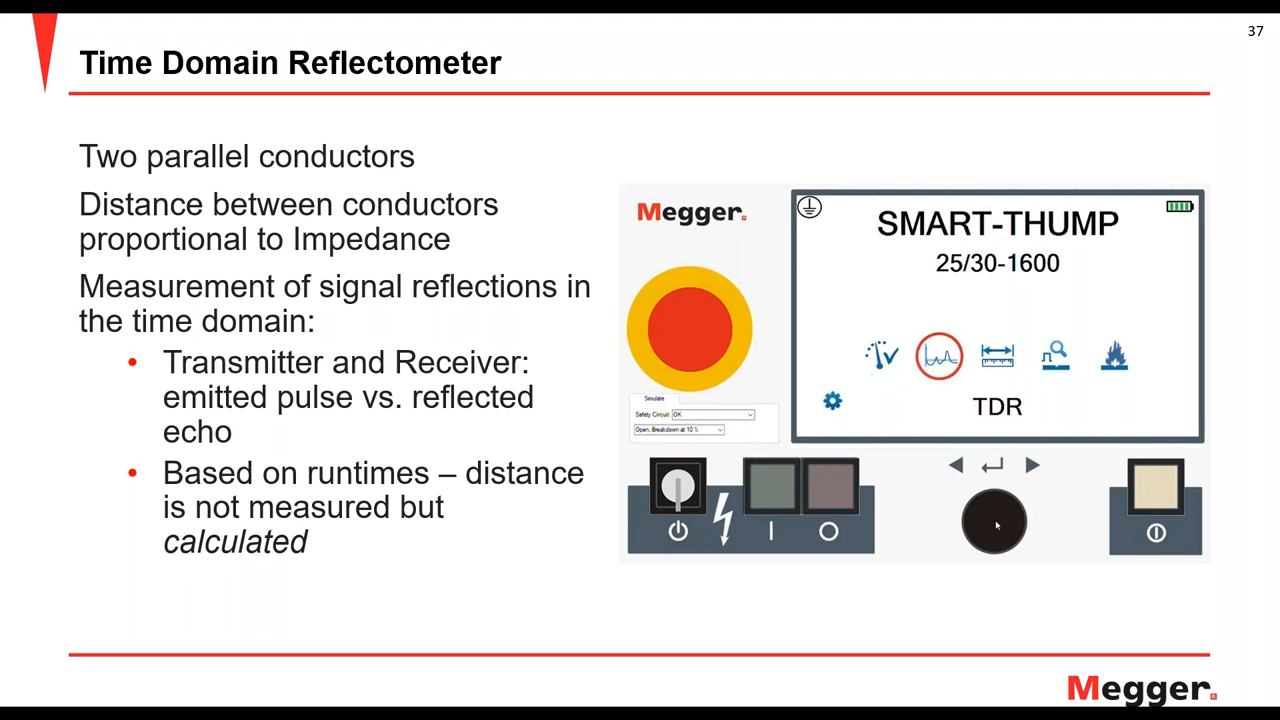 37
Time Domain Reflectometer
Two parallel conductors
Distance between conductors
proportional to Impedance
Measurement of signal reflections in
the time domain:
• Transmitter and Receiver:
emitted pulse vs. reflected
echo
• Based on runtimes – distance
is not measured but
calculated
Megger.
SMART-THUMP
25/30-1600
TDR
Simulate
Safety Circuit: OK
Open, Breakdown at 10 %
Megger.